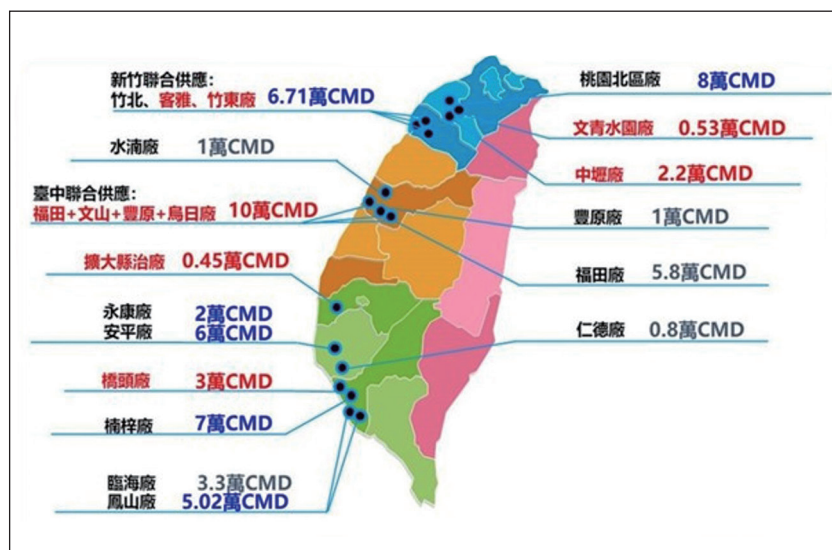 新竹聯合供應：
竹北、客雅、竹東廠 6.71萬CMD
水湳廠 1萬CMD
臺中聯合供應：
福田+文山+豐原+烏日廠 10萬CMD
擴大縣治廠 0.45萬CMD
永康廠 2萬CMD
安平廠 6萬CMD
橋頭廠 3萬CMD
楠梓廠 7萬CMD
臨海廠 3.3萬CMD
鳳山廠 5.02萬CMD
桃園北區廠 8萬CMD
文青水園廠 0.53萬CMD
中壢廠 2.2萬CMD
豐原廠 1萬CMD
福田廠 5.8萬CMD
仁德廠 0.8萬CMD